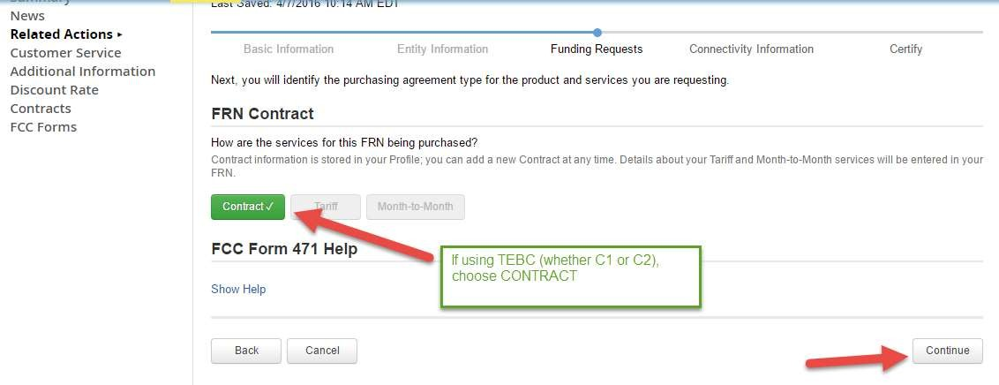 Summary
Last Saved: 4/7/2016 10:14 AM EDT
News
Related Actions ▸
Customer Service
Additional Information
Discount Rate
Contracts
FCC Forms
Basic Information Entity Information Funding Requests Connectivity Information Certify
Next, you will identify the purchasing agreement type for the product and services you are requesting.
FRN Contract
How are the services for this FRN being purchased?
Contract information is stored in your Profile; you can add a new Contract at any time. Details about your Tariff and Month-to-Month services will be entered in your
FRN.
Contract ✓ Tariff Month-to-Month
FCC Form 471 Help
If using TEBC (whether C1 or C2),
choose CONTRACT
Show Help
Back Cancel Continue